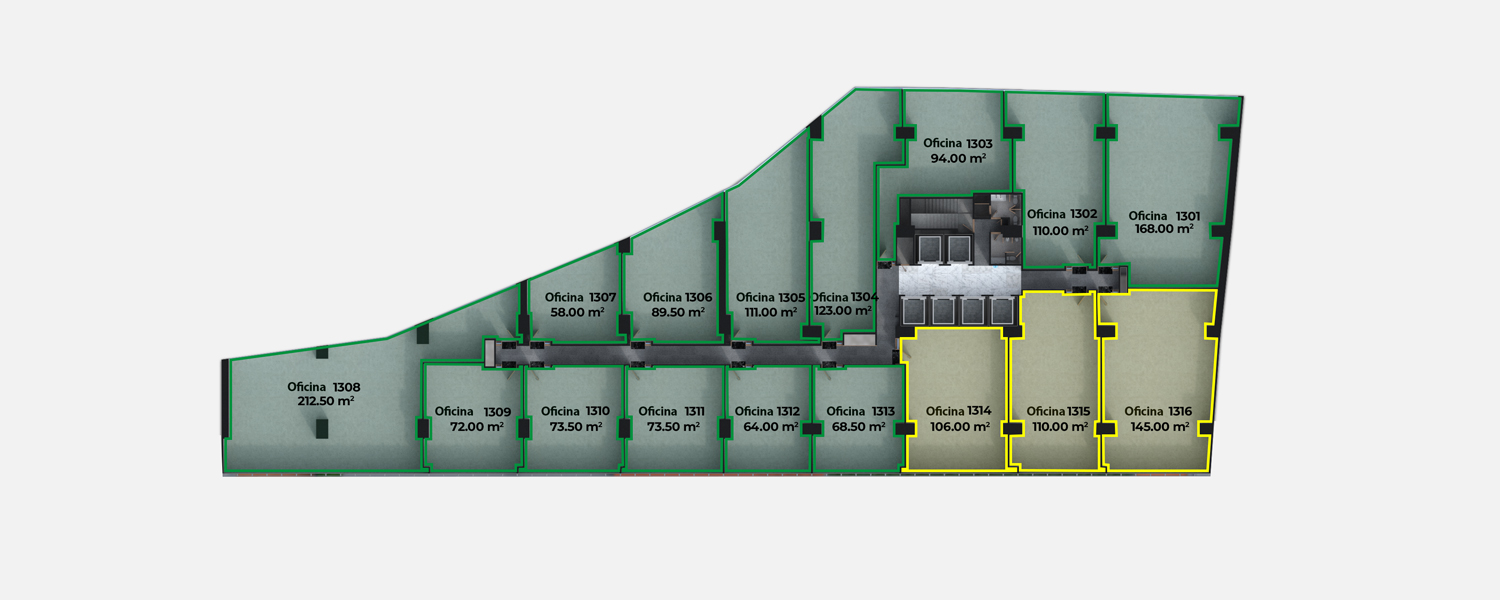 Oficina 1303
94.00 m²
Oficina 1302
110.00 m²
Oficina 1301
168.00 m²
Oficina 1307
58.00 m²
Oficina 1306
89.50 m²
Oficina 1305
111.00 m²
Oficina 1304
123.00 m²
Oficina 1308
212.50 m²
Oficina 1309
72.00 m²
Oficina 1310
73.50 m²
Oficina 1311
73.50 m²
Oficina 1312
64.00 m²
Oficina 1313
68.50 m²
Oficina 1314
106.00 m²
Oficina 1315
110.00 m²
Oficina 1316
145.00 m²